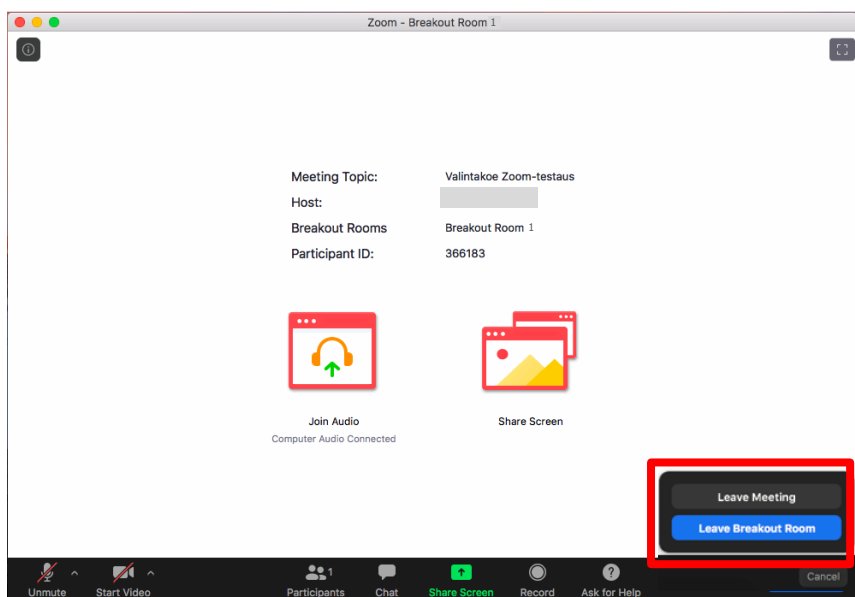 Zoom - Breakout Room 1
Meeting Topic: Valintakoe Zoom-testaus
Host:
Breakout Rooms Breakout Room 1
Participant ID: 366183
Join Audio Share Screen
Computer Audio Connected
Leave Meeting
Leave Breakout Room
1 Cancel
Unmute Start Video Participants Chat Share Screen Record Ask for Help